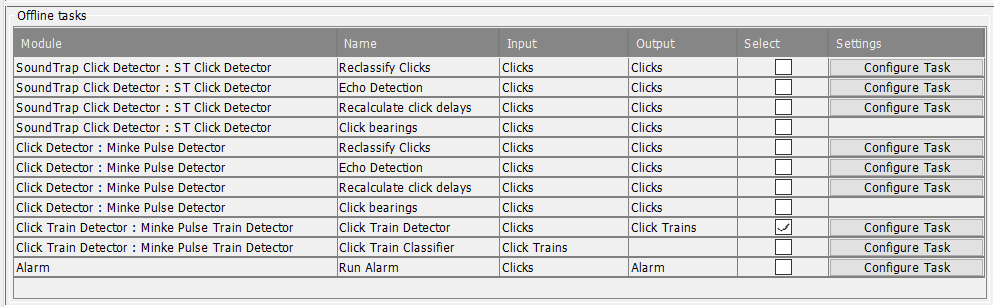 Offline tasks
Module Name Input Output Select Settings
SoundTrap Click Detector : ST Click Detector Reclassify Clicks Clicks Clicks Configure Task
SoundTrap Click Detector : ST Click Detector Echo Detection Clicks Clicks Configure Task
SoundTrap Click Detector : ST Click Detector Recalculate click delays Clicks Clicks Configure Task
SoundTrap Click Detector : ST Click Detector Click bearings Clicks Clicks
Click Detector : Minke Pulse Detector Reclassify Clicks Clicks Clicks Configure Task
Click Detector : Minke Pulse Detector Echo Detection Clicks Clicks Configure Task
Click Detector : Minke Pulse Detector Recalculate click delays Clicks Clicks Configure Task
Click Detector : Minke Pulse Detector Click bearings Clicks Clicks
Click Train Detector : Minke Pulse Train Detector Click Train Detector Clicks Click Trains Configure Task
Click Train Detector : Minke Pulse Train Detector Click Train Classifier Click Trains Configure Task
Alarm Run Alarm Clicks Alarm Configure Task